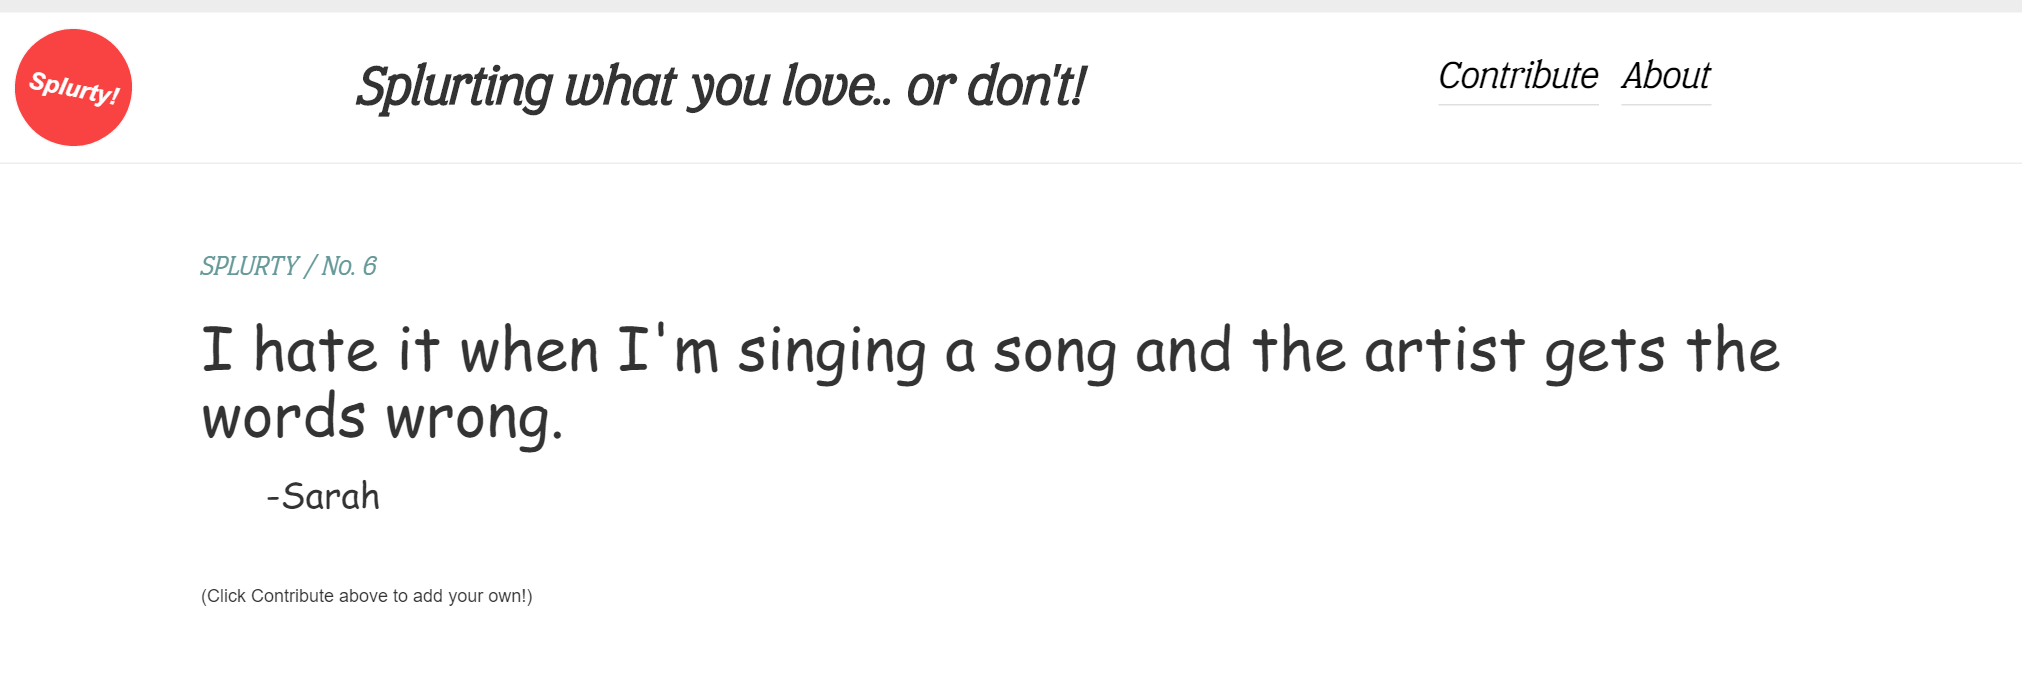 Splurty!
Splurting what you love.. or don't!
Contribute About
SPLURTY / No. 6
I hate it when I'm singing a song and the artist gets the
words wrong.
-Sarah
(Click Contribute above to add your own!)